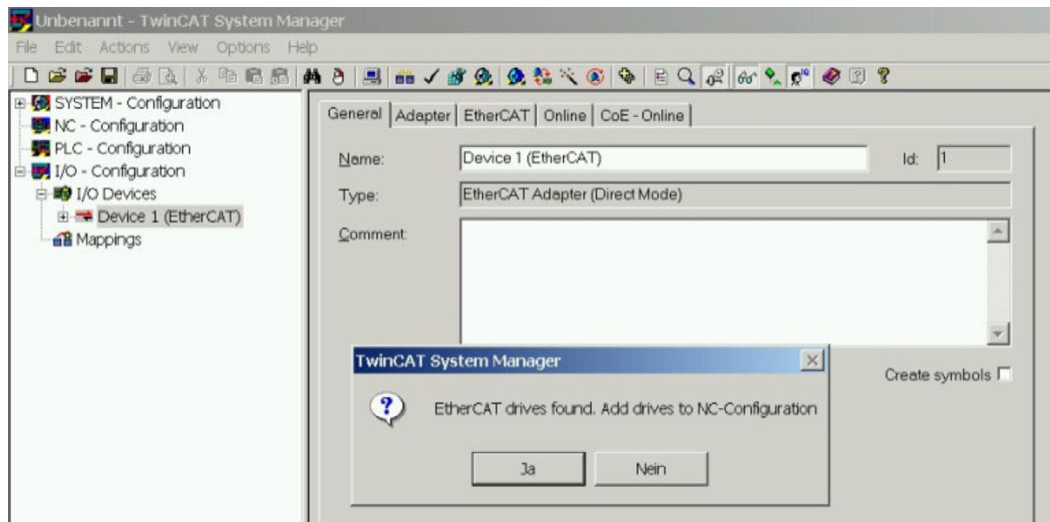 Unbenannt - TwinCAT System Manager
File Edit Actions View Options Help
SYSTEM - Configuration
NC - Configuration
PLC - Configuration
I/O - Configuration
I/O Devices
Device 1 (EtherCAT)
Mappings
General Adapter EtherCAT Online CoE - Online
Name: Device 1 (EtherCAT) Id: 1
Type: EtherCAT Adapter (Direct Mode)
Comment:
Create symbols
TwinCAT System Manager
EtherCAT drives found. Add drives to NC-Configuration
Ja Nein